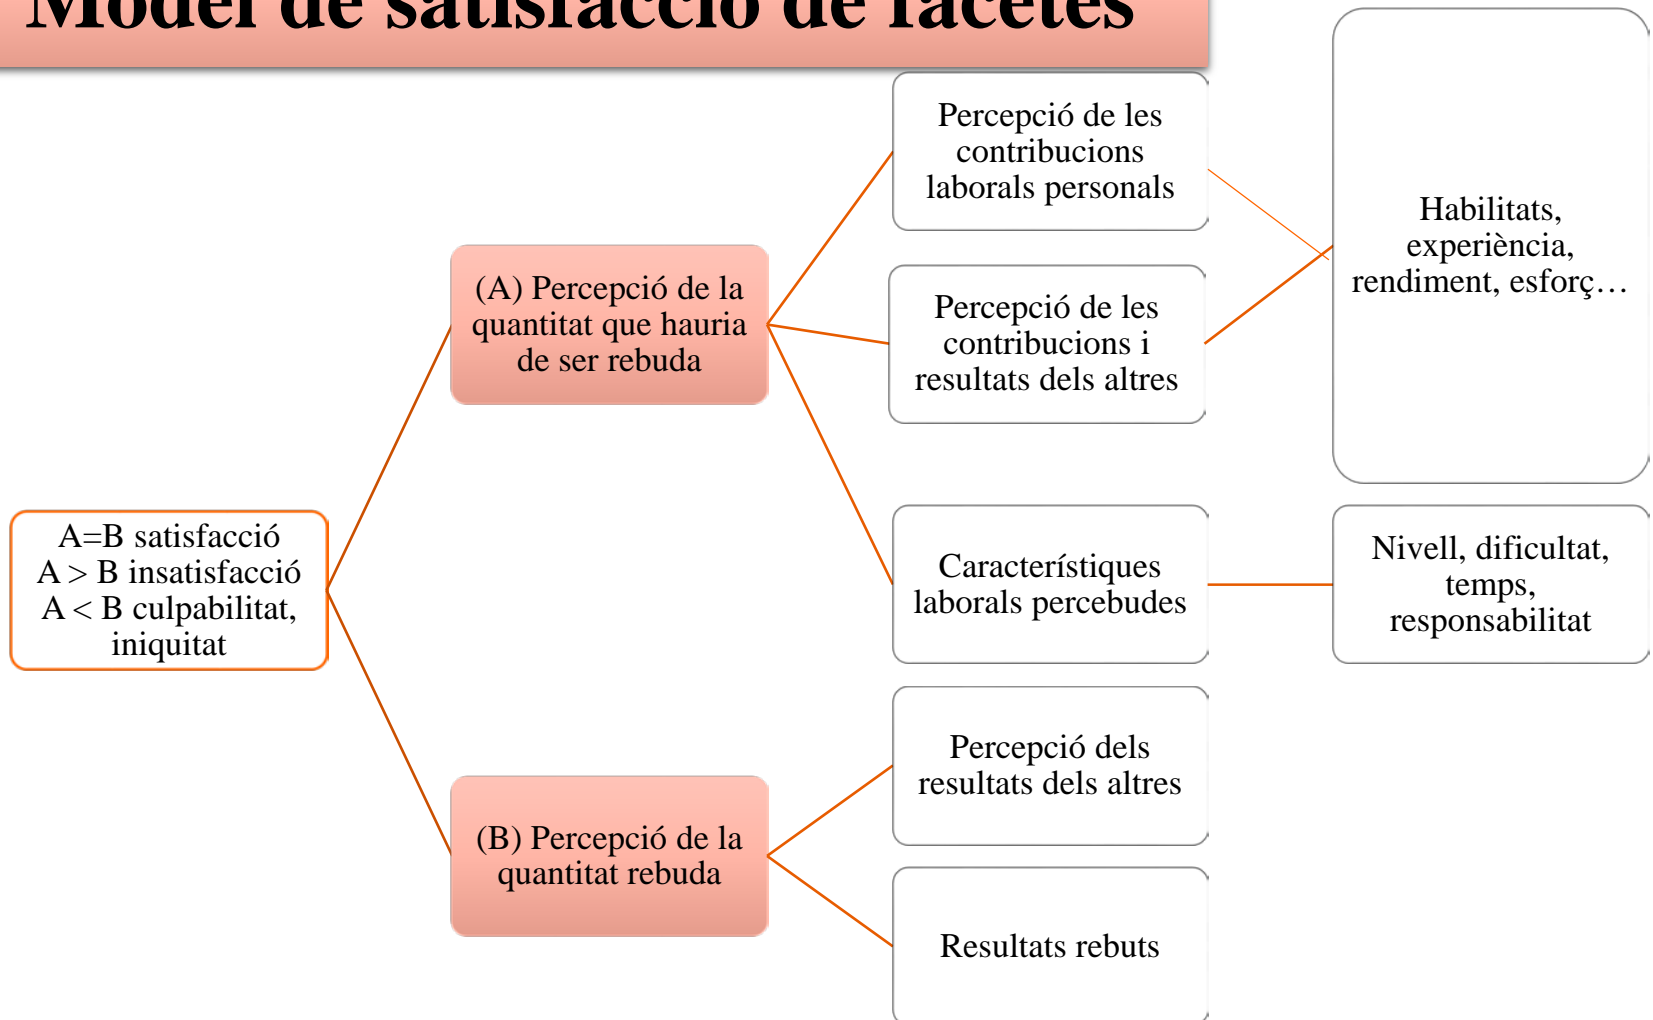 Model de satisfacció de facetes
Percepció de les
contribucions
laborals personals
Habilitats,
experiència,
rendiment, esforç…
(A) Percepció de la
quantitat que hauria
de ser rebuda
Percepció de les
contribucions i
resultats dels altres
A=B satisfacció
A > B insatisfacció
A < B culpabilitat,
iniquitat
Característiques
laborals percebudes
Nivell, dificultat,
temps,
responsabilitat
(B) Percepció de la
quantitat rebuda
Percepció dels
resultats dels altres
Resultats rebuts